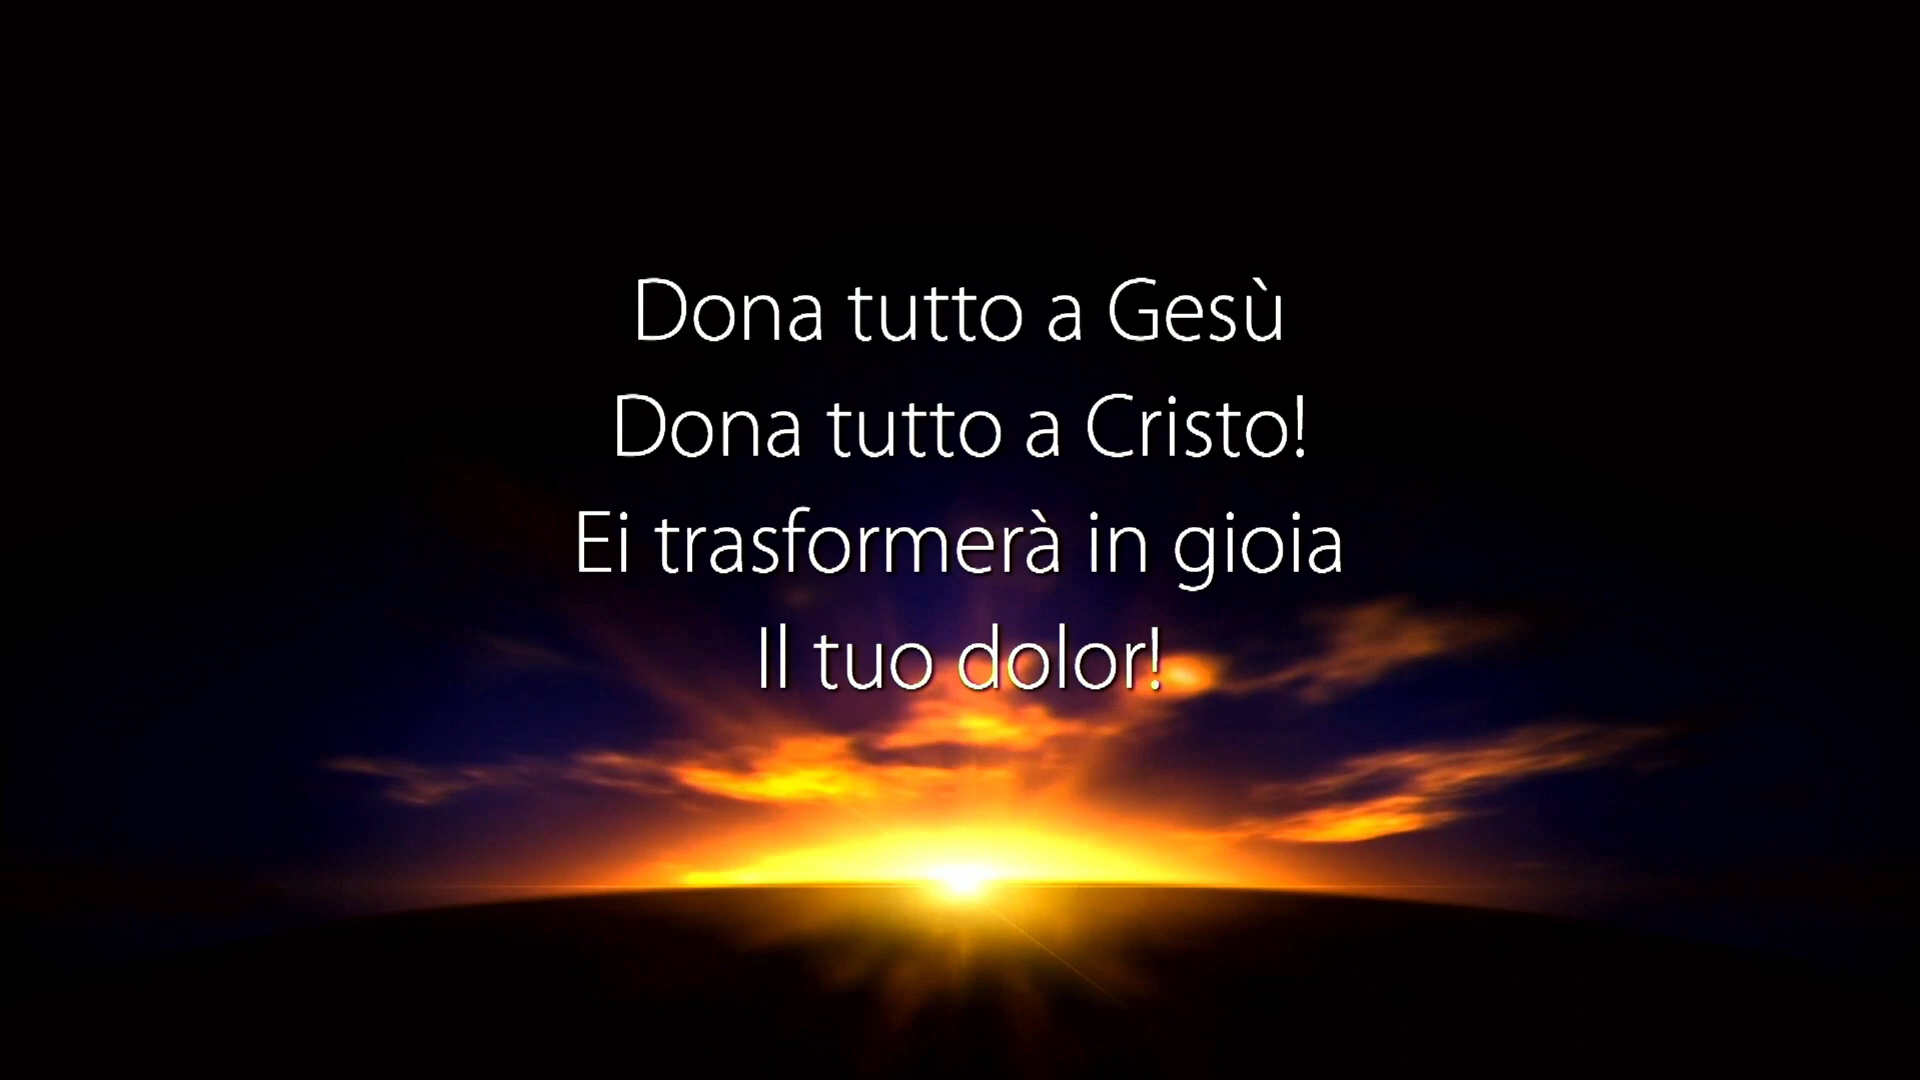 Dona tutto a Gesù
Dona tutto a Cristo!
Ei trasformerà in gioia
Il tuo dolor!